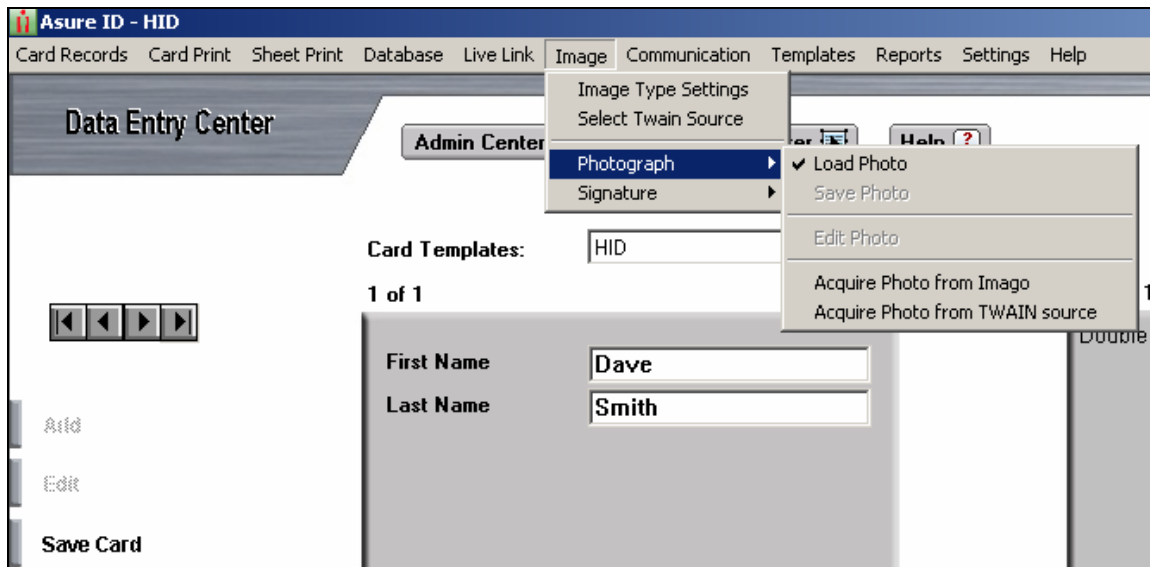 Asure ID - HID
Card Records Card Print Sheet Print Database Live Link Image Communication Templates Reports Settings Help
Image Type Settings
Select Twain Source
Data Entry Center
Admin Center
Help ?
Photograph
Load Photo
Signature
Save Photo
Edit Photo
Card Templates: HID
Acquire Photo from Imago
1 of 1
Acquire Photo from TWAIN source
Double
First Name Dave
Last Name Smith
Add
Edit
Save Card